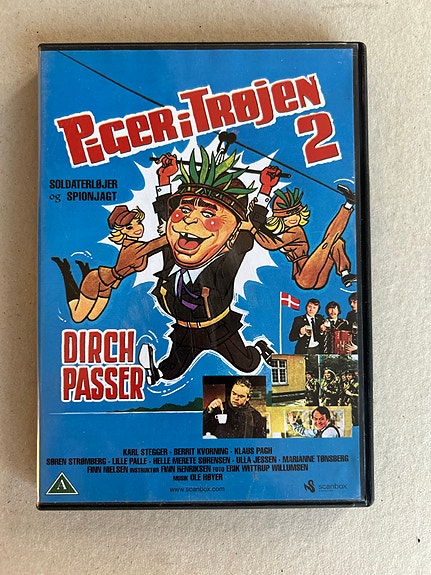 PIGER I TRØJEN
2
SOLDATERLØJER
og SPIONJAGT
DIRCH
PASSER
KARL STEGGER - BERRIT KVORNING - KLAUS PAGH
SØREN STRØMBERG - LILLE PALLE - HELLE MERETE SØRENSEN - ULLA JESSEN - MARIANNE TØNSBERG
FINN NIELSEN INSTRUKTØR FINN HENRIKSEN FOTO ERIK WITTRUP WILLUMSEN
MUSIK OLE HØYER
A
www.scanbox.com
scanbox